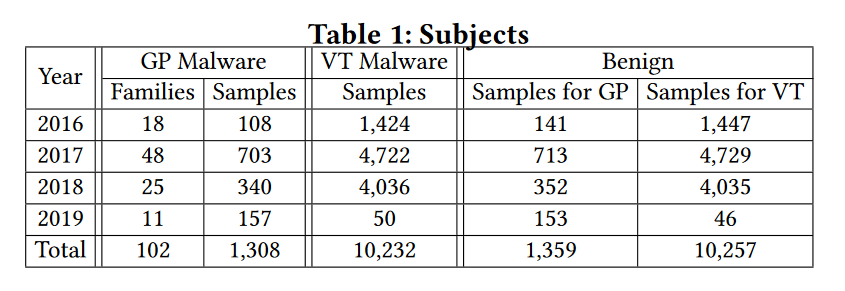 Table 1: Subjects
Year GP Malware VT Malware Benign
Families Samples Samples Samples for GP Samples for VT
2016 18 108 1,424 141 1,447
2017 48 703 4,722 713 4,729
2018 25 340 4,036 352 4,035
2019 11 157 50 153 46
Total 102 1,308 10,232 1,359 10,257